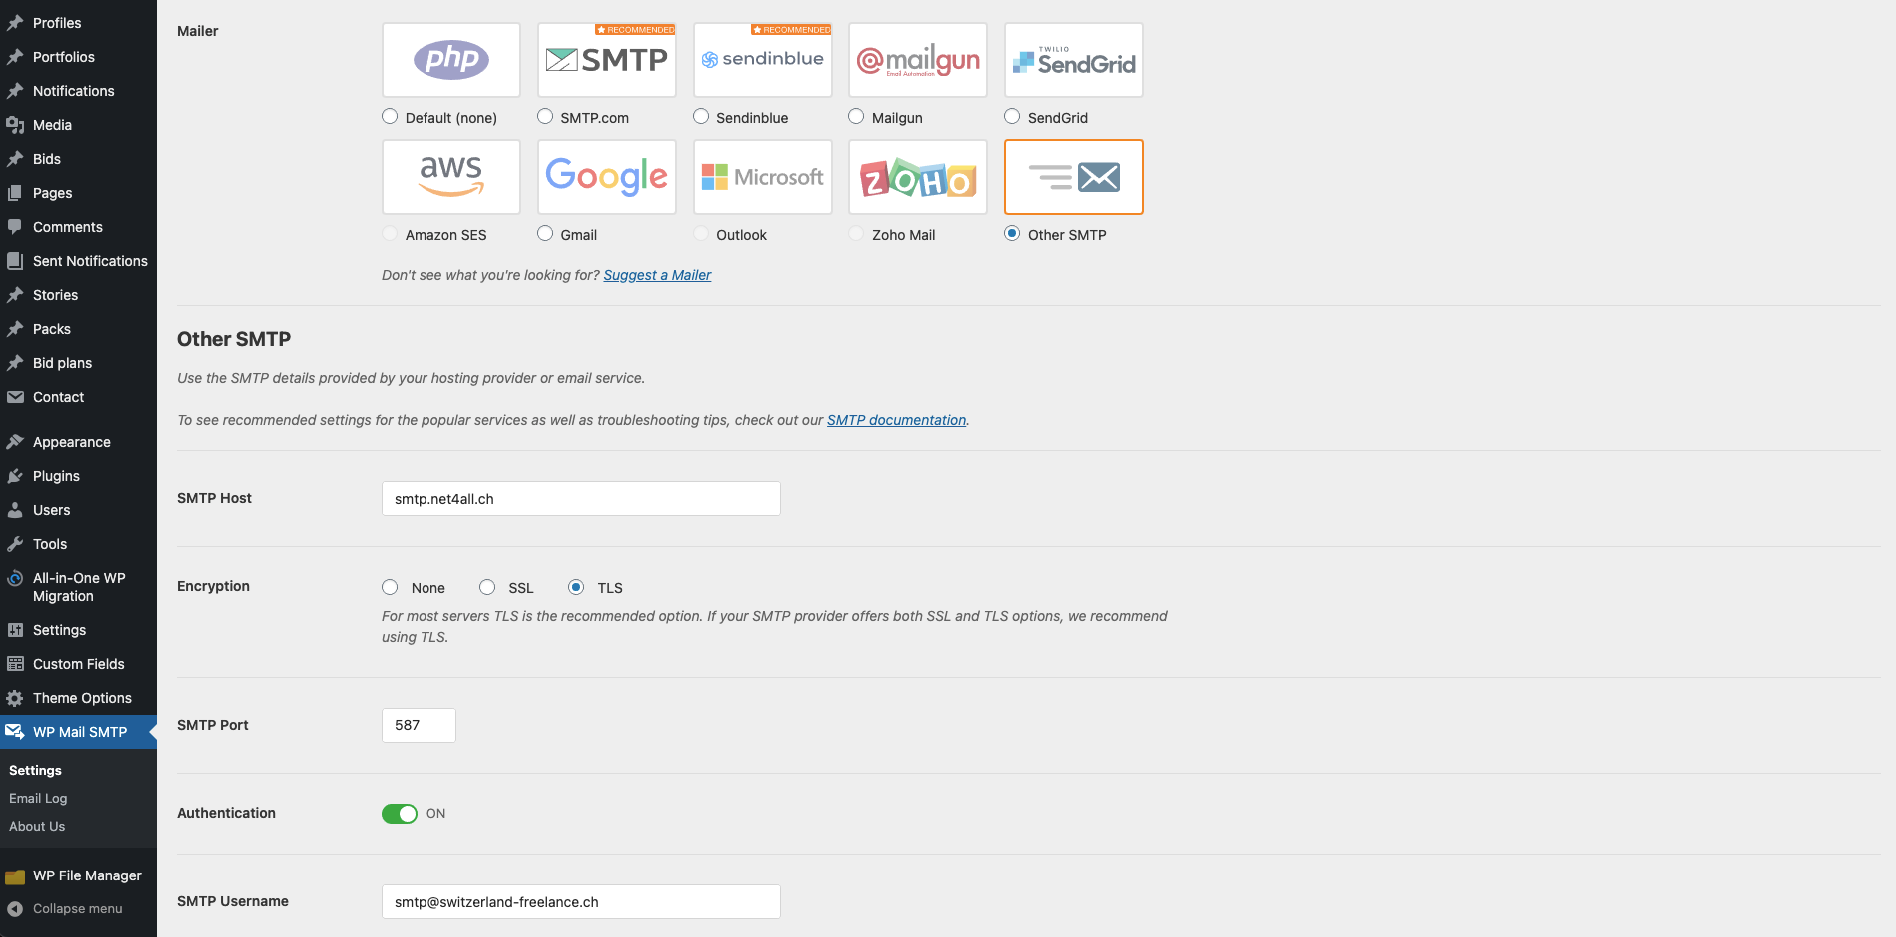 Profiles
Portfolios
Notifications
Media
Bids
Pages
Comments
Sent Notifications
Stories
Packs
Bid plans
Contact
Appearance
Plugins
Users
Tools
All-in-One WP
Migration
Settings
Custom Fields
Theme Options
WP Mail SMTP
Settings
Email Log
About Us
WP File Manager
Collapse menu
Mailer
php
RECOMMENDED
SMTP
RECOMMENDED
sendinblue
@mailgun
Email Automation
TWILIO
SendGrid
Default (none)
SMTP.com
Sendinblue
Mailgun
SendGrid
aws
Google
Microsoft
ZOHO
Amazon SES
Gmail
Outlook
Zoho Mail
Other SMTP
Don't see what you're looking for? Suggest a Mailer
Other SMTP
Use the SMTP details provided by your hosting provider or email service.
To see recommended settings for the popular services as well as troubleshooting tips, check out our SMTP documentation.
SMTP Host
smtp.net4all.ch
Encryption
None
SSL
TLS
For most servers TLS is the recommended option. If your SMTP provider offers both SSL and TLS options, we recommend
using TLS.
SMTP Port
587
Authentication
ON
SMTP Username
smtp@switzerland-freelance.ch